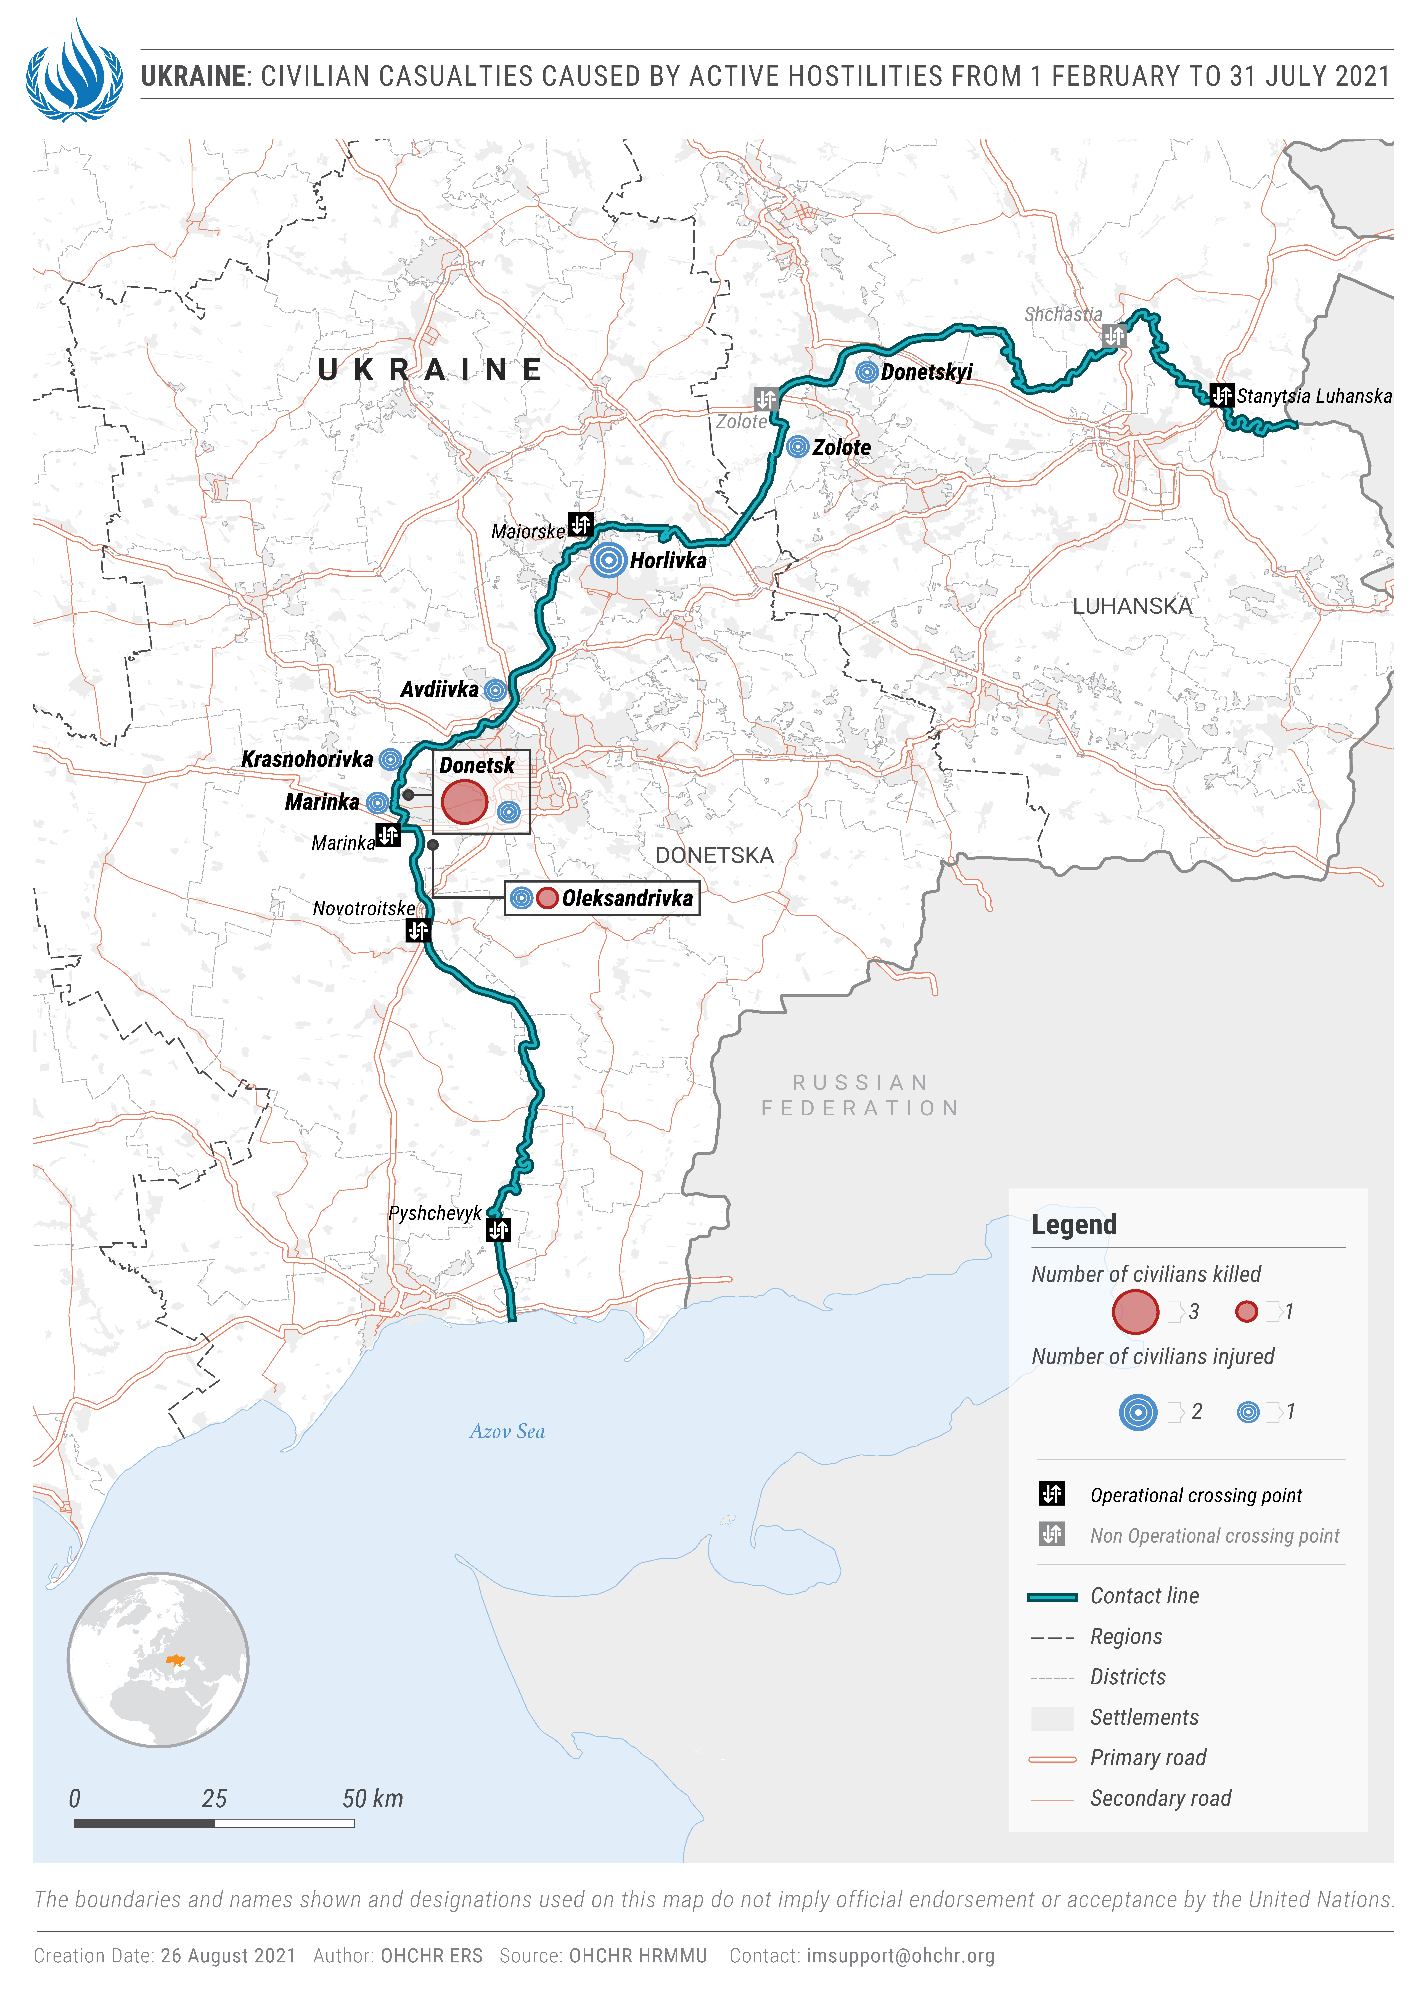 UKRAINE: CIVILIAN CASUALTIES CAUSED BY ACTIVE HOSTILITIES FROM 1 FEBRUARY TO 31 JULY 2021
Shchastia
UKRAINE
Donetskyi
Stanytsia Luhanska
Zolote
Zolote
Maiorske
Horlivka
LUHANSKA
Avdiivka
Krasnohorivka
Donetsk
Marinka
Marinka
DONETSKA
Oleksandrivka
Novotroitske
RUSSIAN
FEDERATION
Pyshchevyk
Azov Sea
Legend
Number of civilians killed
3 1
Number of civilians injured
2 1
Operational crossing point
Non Operational crossing point
Contact line
Regions
Districts
Settlements
Primary road
Secondary road
0 25 50 km
The boundaries and names shown and designations used on this map do not imply official endorsement or acceptance by the United Nations.
Creation Date: 26 August 2021 Author: OHCHR ERS Source: OHCHR HRMMU Contact: imsupport@ohchr.org